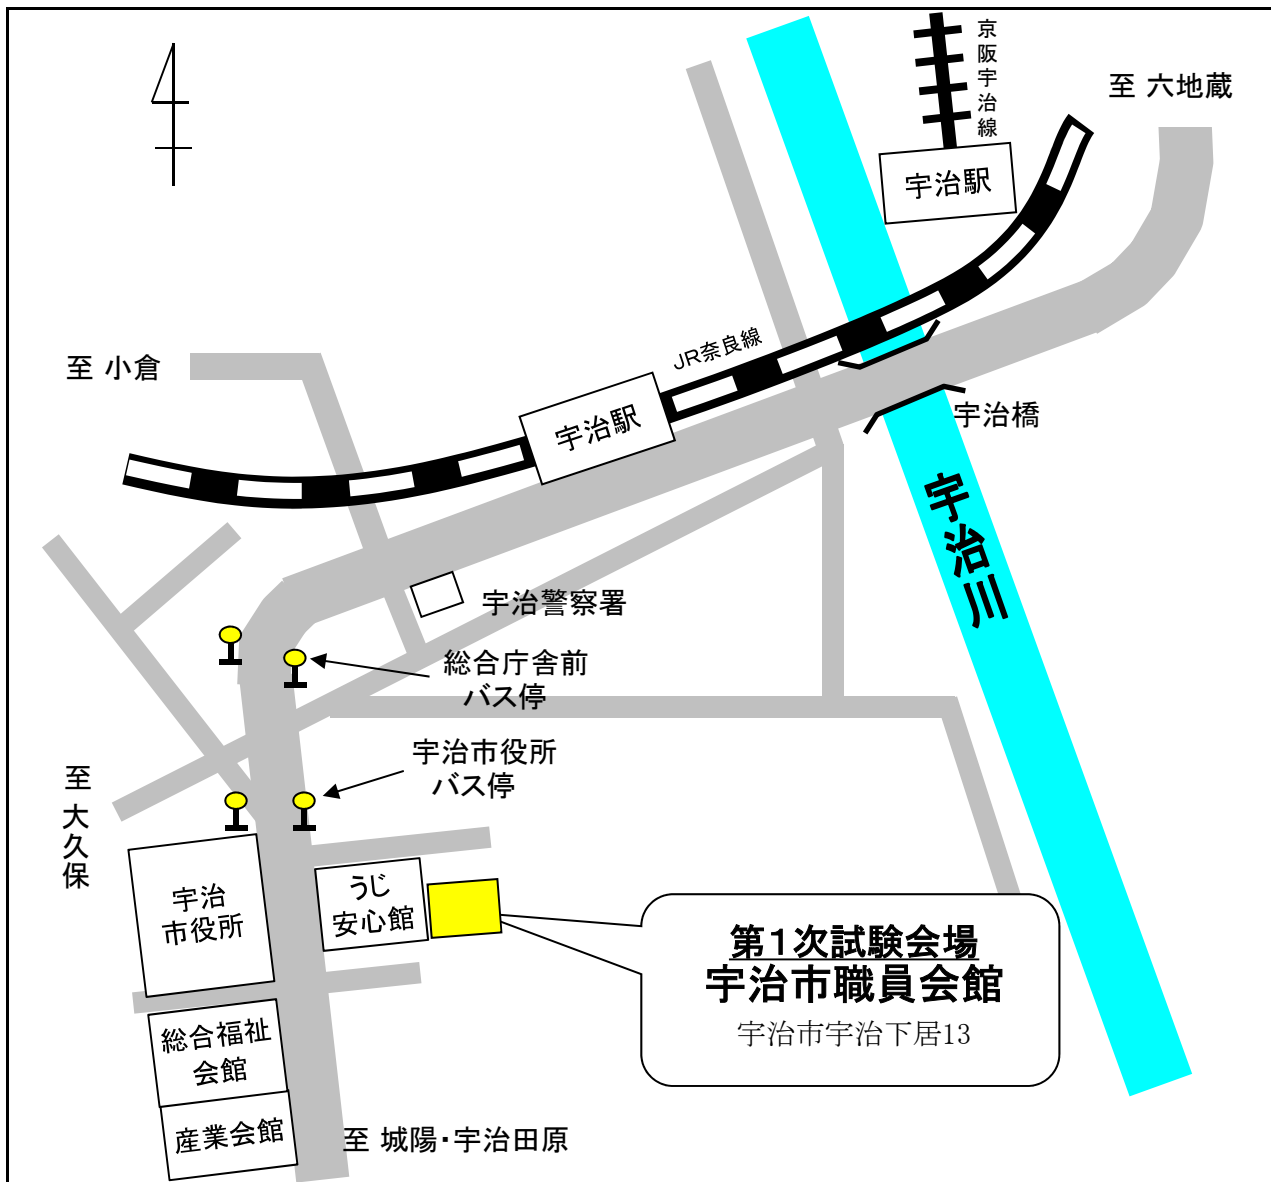 京阪宇治線
至 六地蔵
宇治駅
JR奈良線
至 小倉
宇治駅
宇治橋
宇治川
宇治警察署
総合庁舎前
バス停
宇治市役所
バス停
至 大久保
宇治
市役所
うじ
安心館
第1次試験会場
宇治市職員会館
宇治市宇治下居13
総合福祉
会館
産業会館
至 城陽・宇治田原